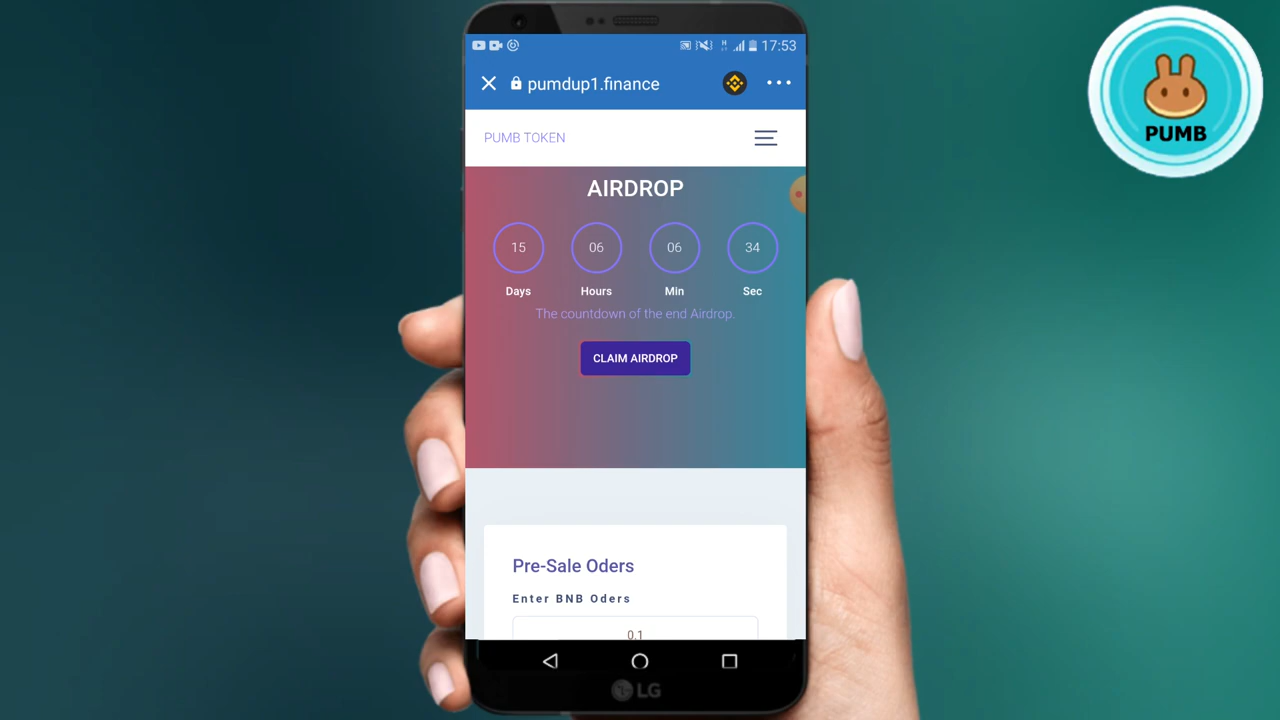 17:53
pumdup1.finance
PUMB TOKEN
AIRDROP
15 06 06 34
Days Hours Min Sec
The countdown of the end Airdrop.
CLAIM AIRDROP
Pre-Sale Oders
Enter BNB Oders
0.1
LG
PUMB